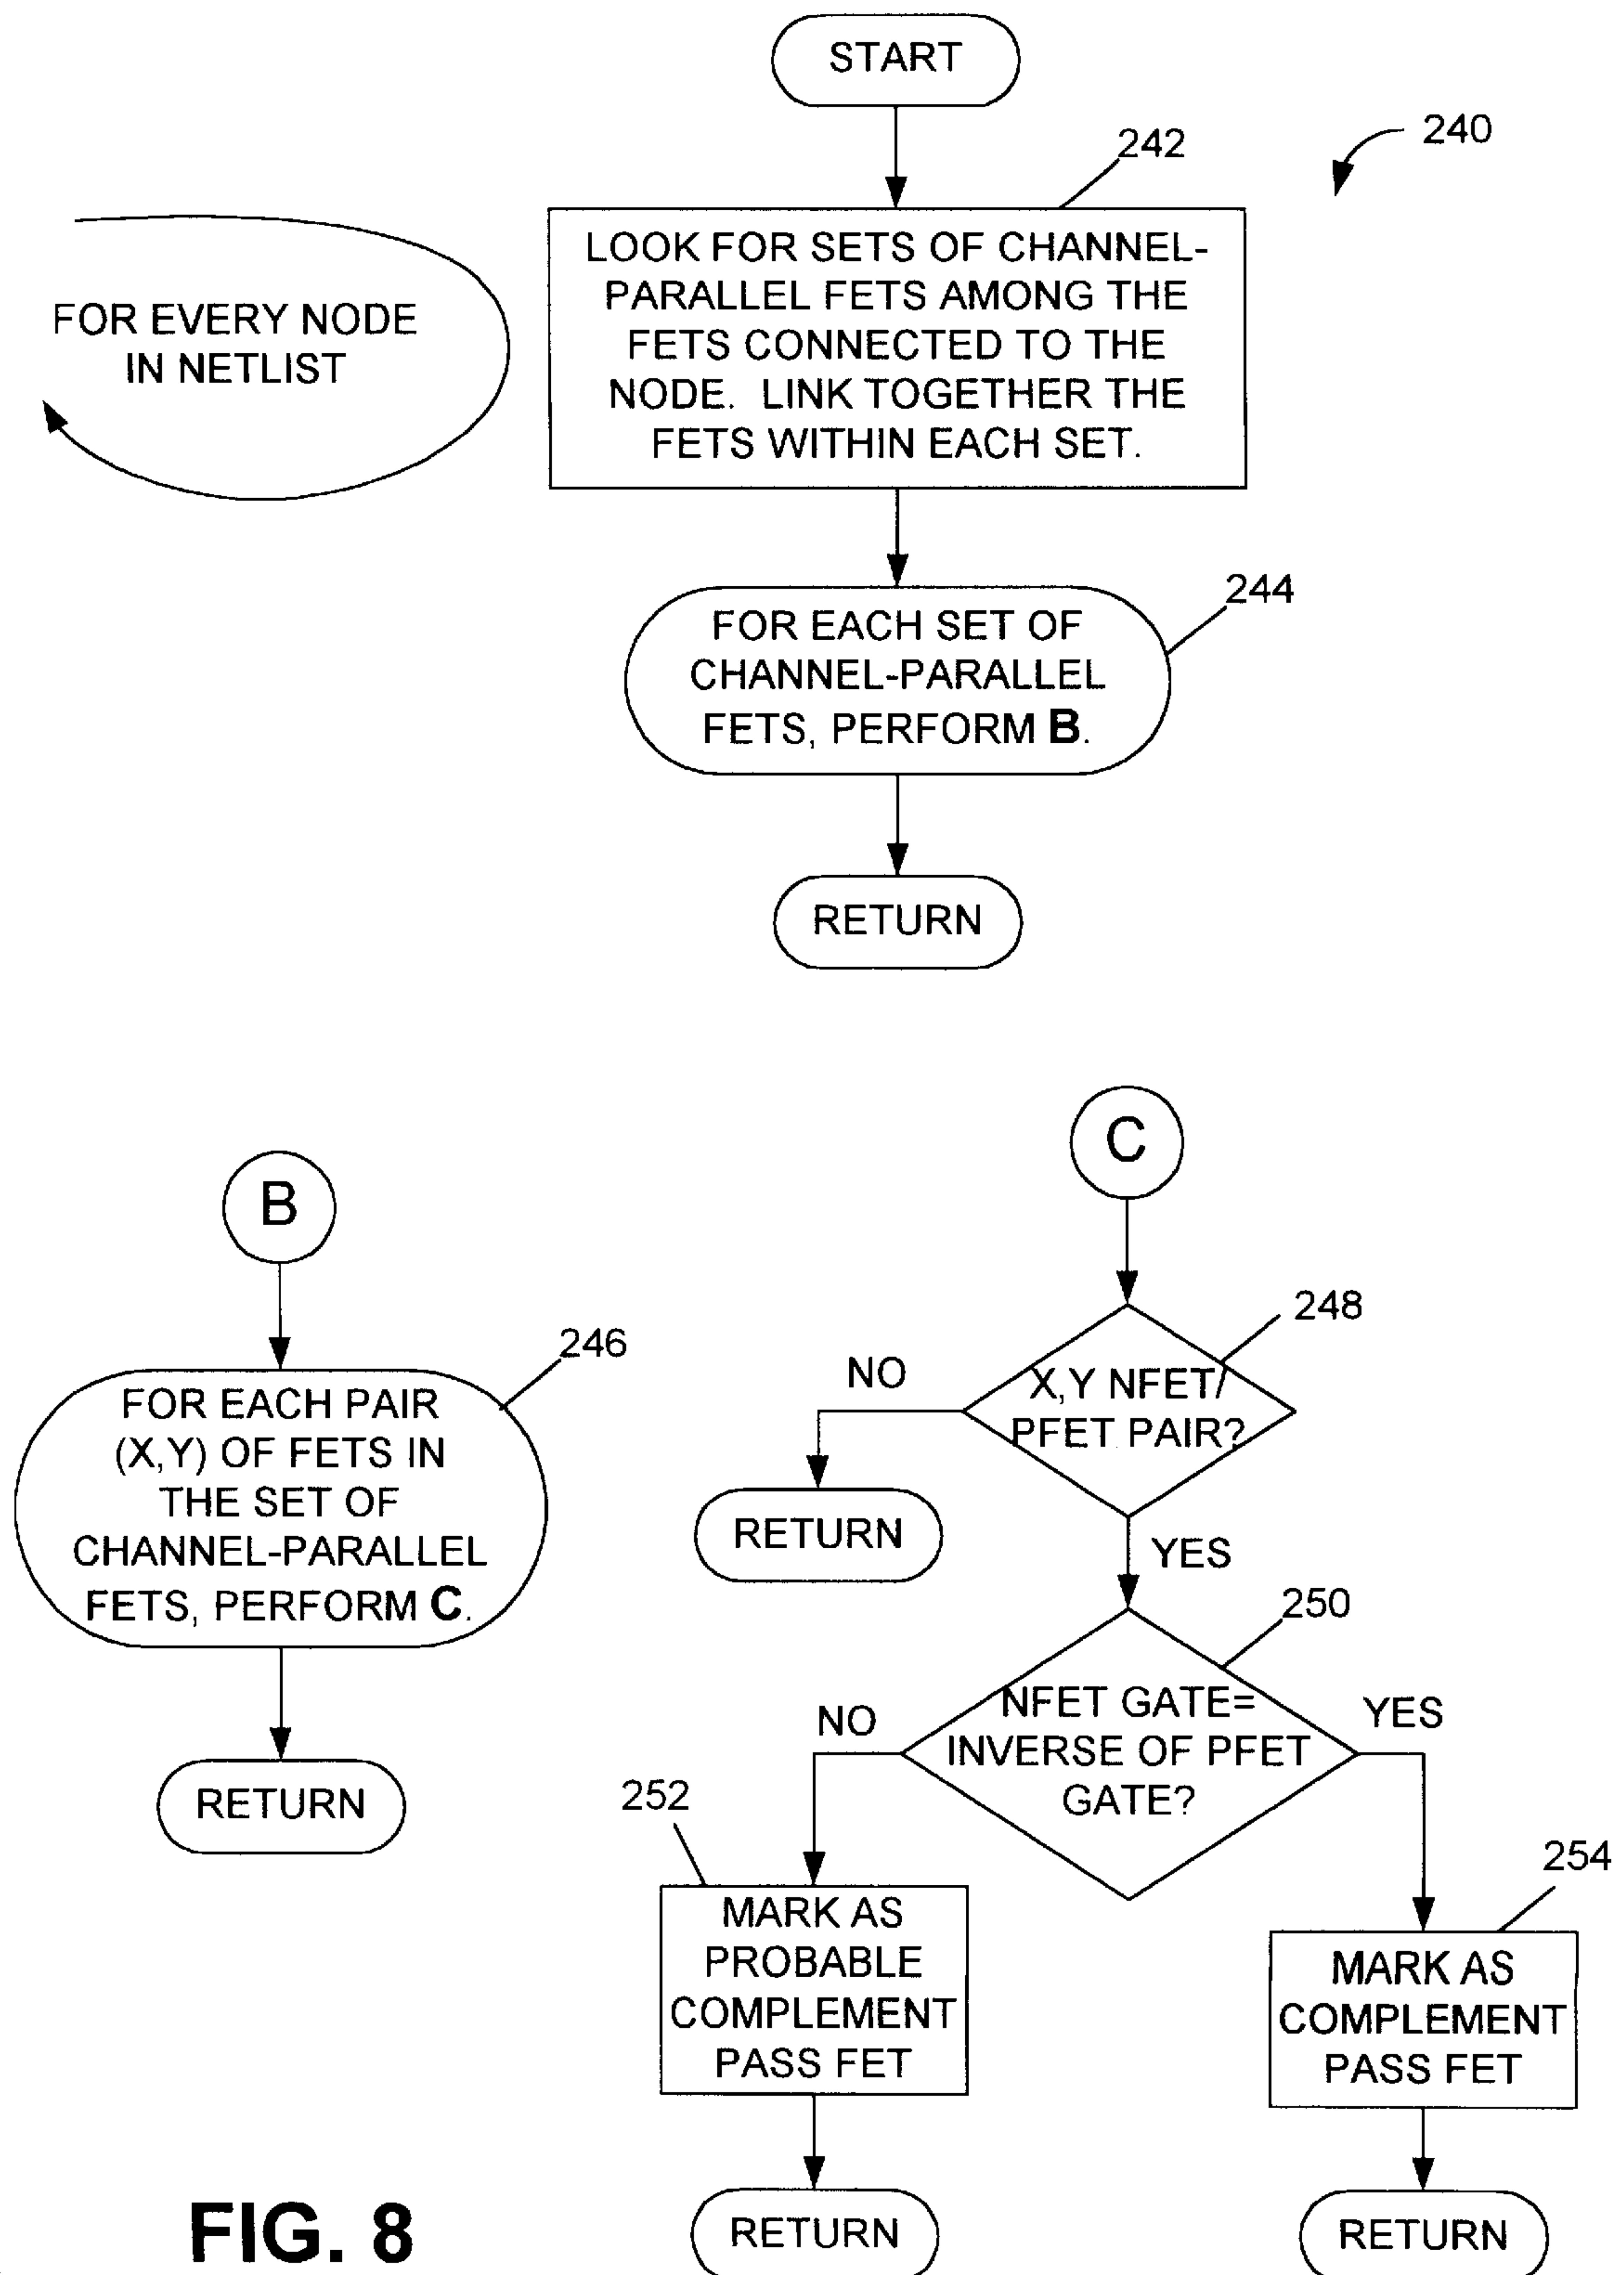 START
240
242
LOOK FOR SETS OF CHANNEL-
PARALLEL FETS AMONG THE
FETS CONNECTED TO THE
NODE. LINK TOGETHER THE
FETS WITHIN EACH SET.
FOR EVERY NODE
IN NETLIST
244
FOR EACH SET OF
CHANNEL-PARALLEL
FETS, PERFORM B.
RETURN
B
246
FOR EACH PAIR
(X,Y) OF FETS IN
THE SET OF
CHANNEL-PARALLEL
FETS, PERFORM C.
RETURN
C
248
X,Y NFET/
PFET PAIR?
NO
RETURN
YES
250
NFET GATE=
INVERSE OF PFET
GATE?
NO
YES
252
MARK AS
PROBABLE
COMPLEMENT
PASS FET
RETURN
254
MARK AS
COMPLEMENT
PASS FET
RETURN
FIG. 8